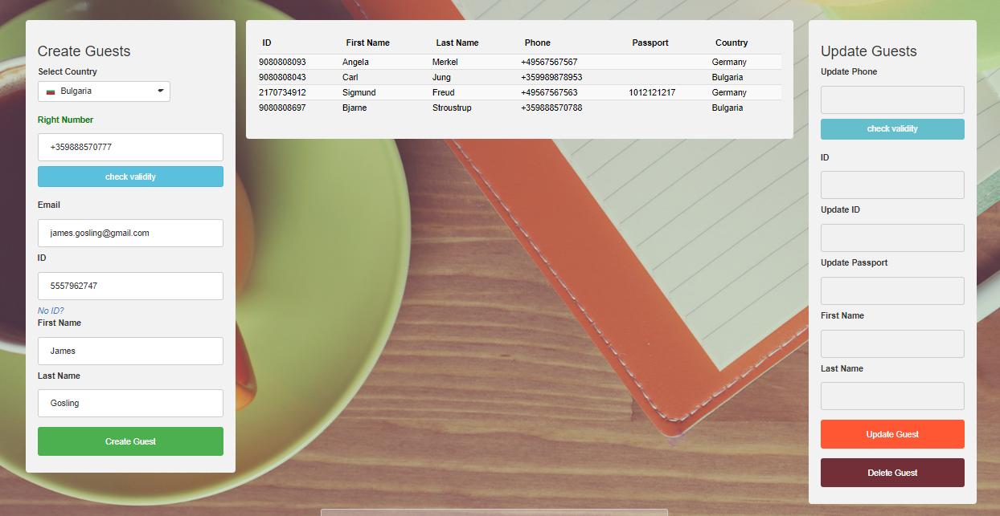 Create Guests
Select Country
Bulgaria
Right Number
+359888570777
check validity
Email
james.gosling@gmail.com
ID
5557962747
No ID?
First Name
James
Last Name
Gosling
Create Guest
ID First Name Last Name Phone Passport Country
9080808093 Angela Merkel +49567567567 Germany
9080808043 Carl Jung +359989878953 Bulgaria
2170734912 Sigmund Freud +49567567563 1012121217 Germany
9080808697 Bjarne Stroustrup +359888570788 Bulgaria
Update Guests
Update Phone
check validity
ID
Update ID
Update Passport
First Name
Last Name
Update Guest
Delete Guest